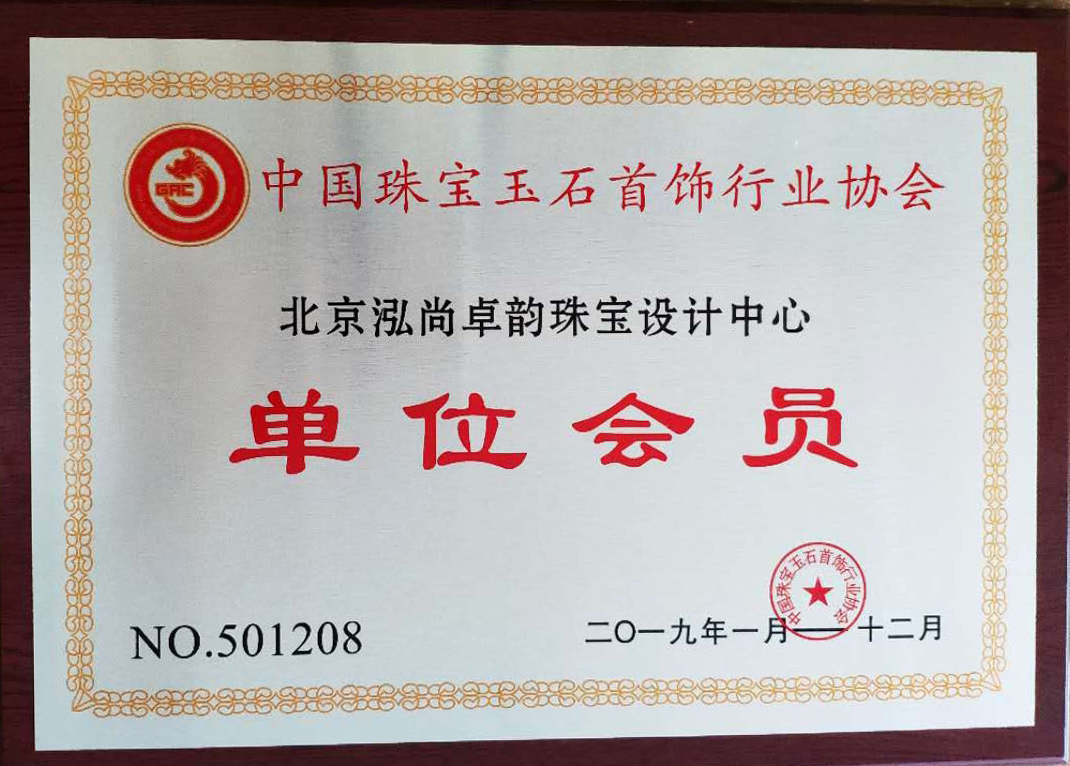 GAC
中国珠宝玉石首饰行业协会
北京泓尚卓韵珠宝设计中心
单位会员
中国珠宝玉石首饰行业协会
NO.501208
二〇一九年一月——十二月